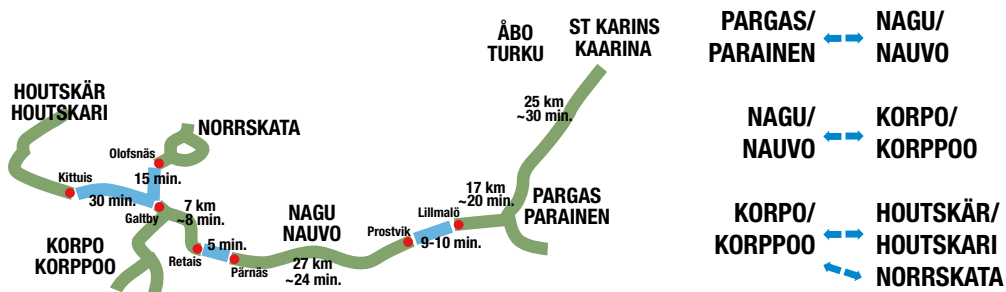 ÅBO
TURKU
ST KARINS
KAARINA
25 km
~30 min.
HOUTSKÄR
HOUTSKARI
NORRSKATA
Olofsnäs
15 min.
Kittuis
30 min.
Galtby
7 km
~8 min.
KORPO
KORPPOO
Retais
5 min.
Pärnäs
NAGU
NAUVO
27 km
~24 min.
Prostvik
Lillmalö
9-10 min.
17 km
~20 min.
PARGAS
PARAINEN
PARGAS/
PARAINEN
NAGU/
NAUVO
NAGU/
NAUVO
KORPO/
KORPPOO
KORPO/
KORPPOO
HOUTSKÄR/
HOUTSKARI
NORRSKATA